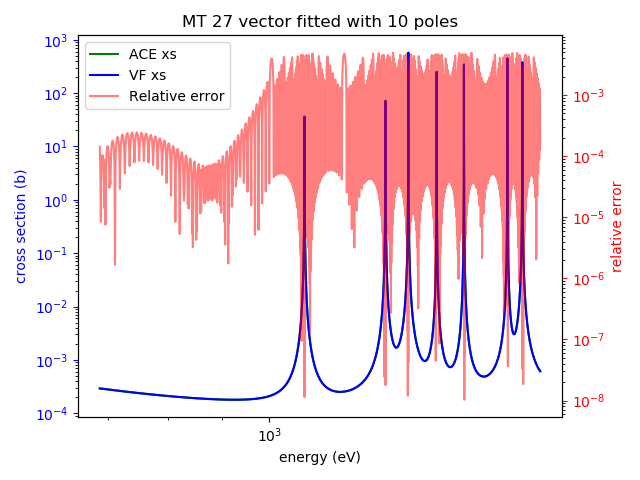 MT 27 vector fitted with 10 poles
ACE xs
VF xs
Relative error
cross section (b)
10³
10²
10¹
10⁰
10⁻¹
10⁻²
10⁻³
10⁻⁴
relative error
10⁻³
10⁻⁴
10⁻⁵
10⁻⁶
10⁻⁷
10⁻⁸
10³
energy (eV)